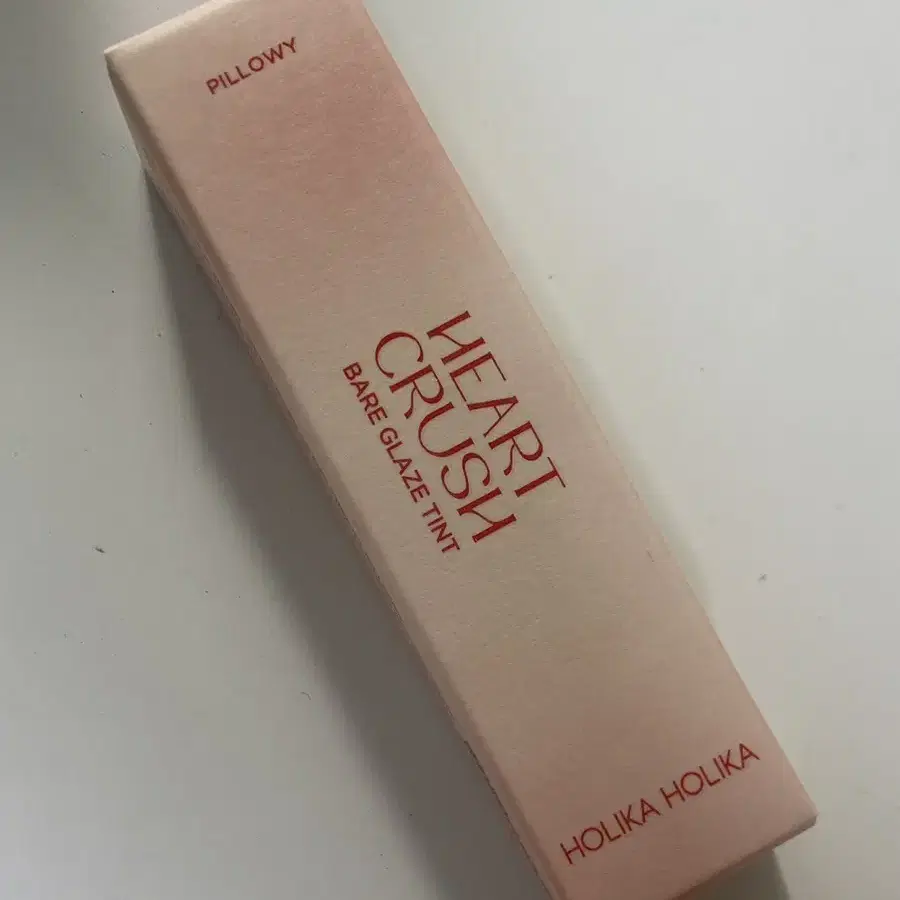 PILLOWY
HEART
CRUSH
BARE GLAZE TINT
HOLIKA HOLIKA